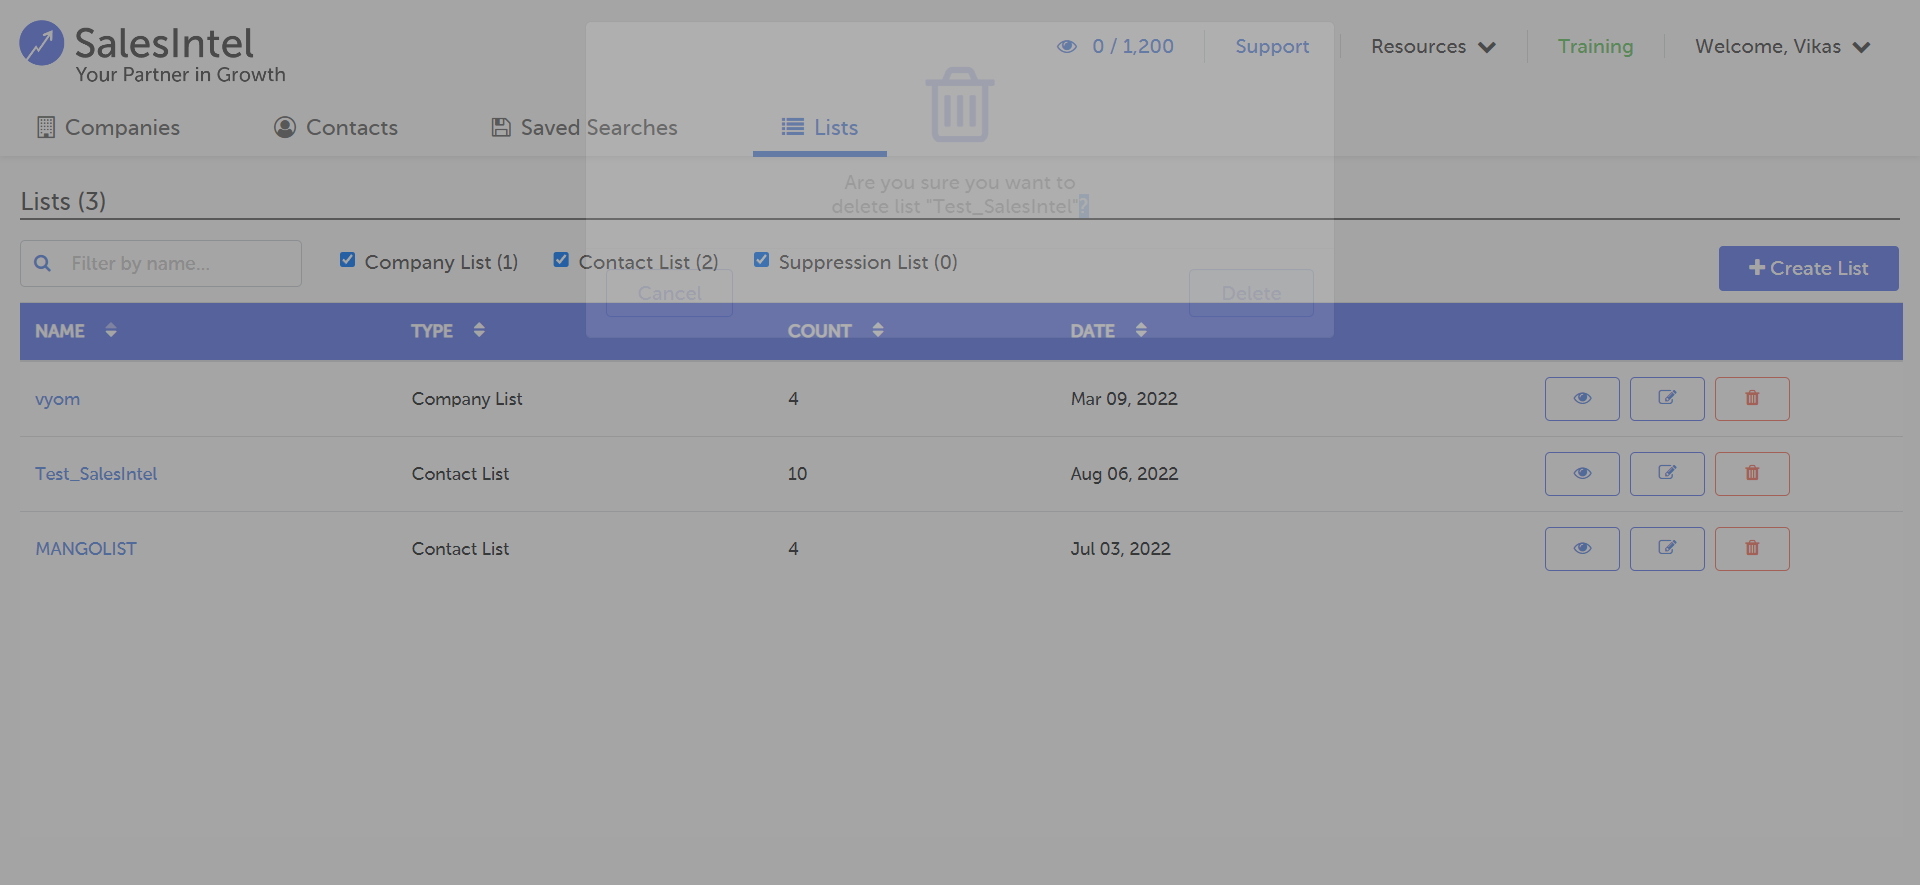 SalesIntel
Your Partner in Growth
0 / 1,200
Support
Resources
Training
Welcome, Vikas
Companies
Contacts
Saved Searches
Lists
Are you sure you want to
delete list "Test_SalesIntel"?
Cancel
Delete
Lists (3)
Filter by name...
Company List (1)
Contact List (2)
Suppression List (0)
Create List
NAME TYPE COUNT DATE
vyom Company List 4 Mar 09, 2022
Test_SalesIntel Contact List 10 Aug 06, 2022
MANGOLIST Contact List 4 Jul 03, 2022